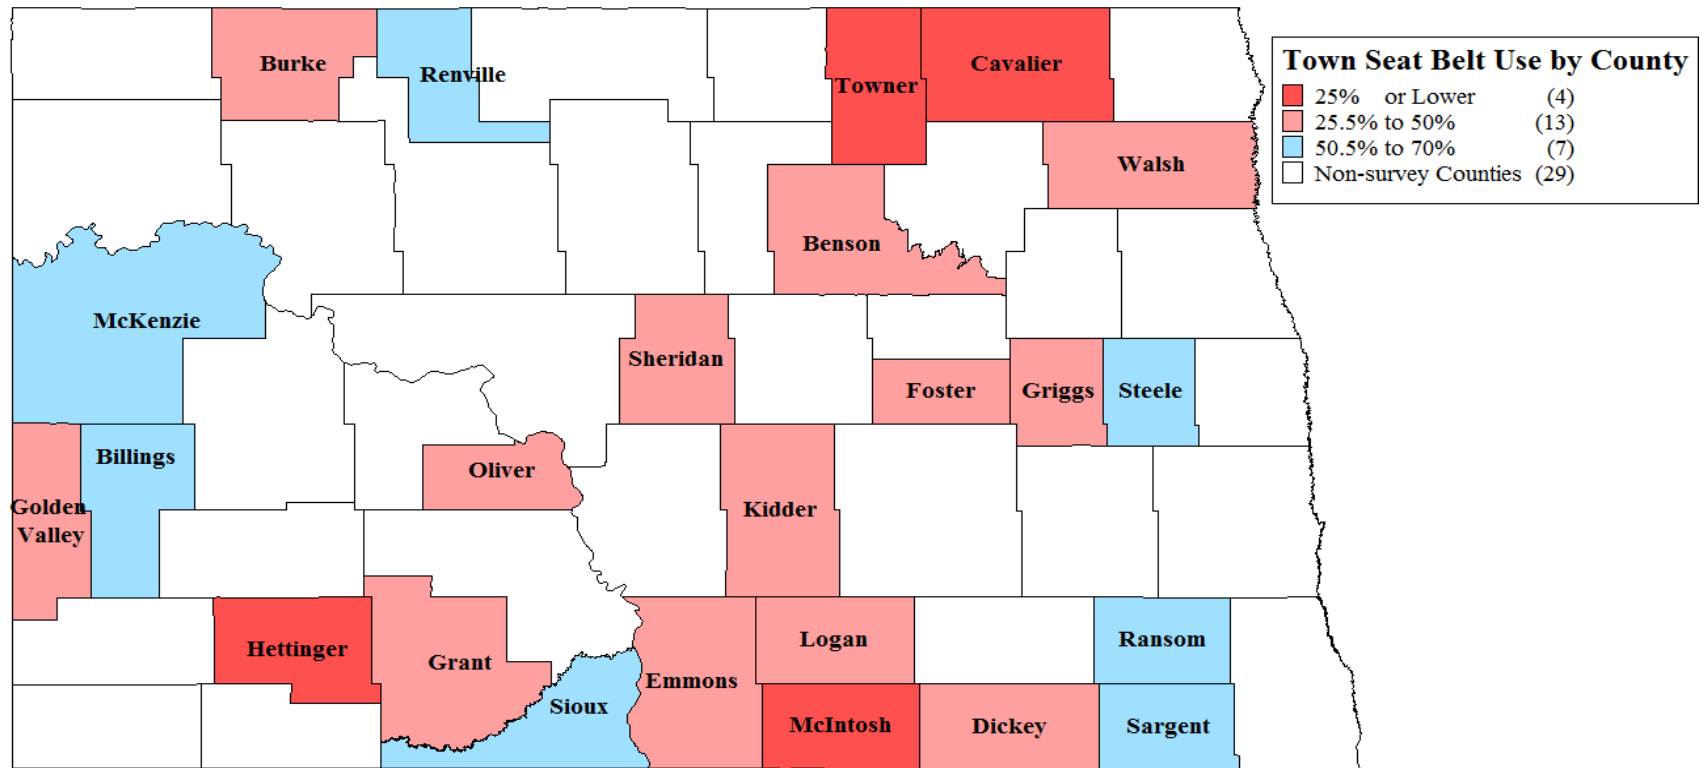 Town Seat Belt Use by County
25% or Lower (4)
25.5% to 50% (13)
50.5% to 70% (7)
Non-survey Counties (29)
Burke
Renville
Towner
Cavalier
Walsh
Benson
McKenzie
Sheridan
Foster
Griggs
Steele
Billings
Oliver
Golden
Valley
Kidder
Hettinger
Grant
Logan
Ransom
Emmons
Sioux
McIntosh
Dickey
Sargent